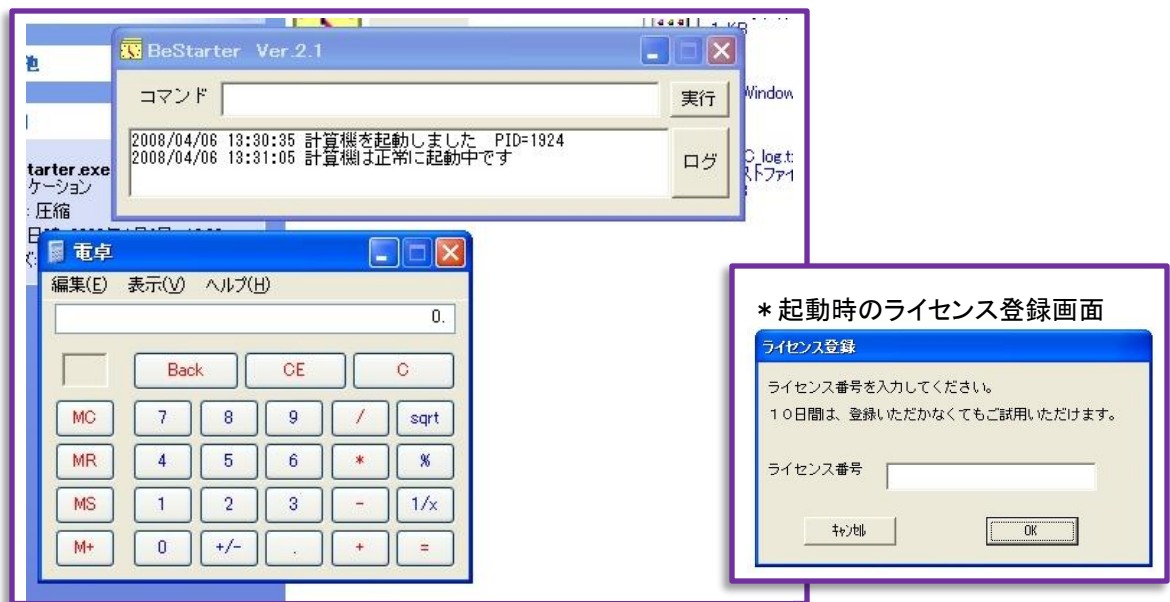 BeStarter Ver.2.1
コマンド
実行
2008/04/06 13:30:35 計算機を起動しました PID=1924
2008/04/06 13:31:05 計算機は正常に起動中です
ログ
Window
tarter.exe
ケーション
: 圧縮
電卓
編集(E) 表示(V) ヘルプ(H)
0.
Back CE C
MC 7 8 9 / sqrt
MR 4 5 6 * %
MS 1 2 3 - 1/x
M+ 0 +/- . + =
*起動時のライセンス登録画面
ライセンス登録
ライセンス番号を入力してください。
10日間は、登録いただかなくてもご試用いただけます。
ライセンス番号
キャンセル OK